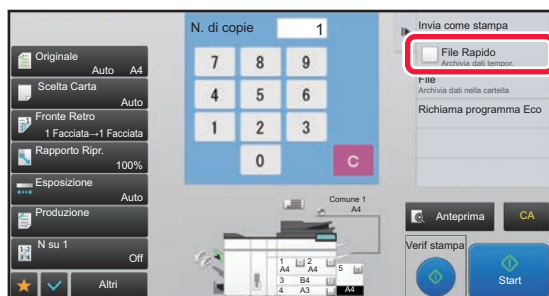 Originale
Auto A4
Scelta Carta
Auto
Fronte Retro
1 Facciata→1 Facciata
Rapporto Ripr.
100%
Esposizione
Auto
Produzione
N su 1
Off
Altri
N. di copie 1
7 8 9
4 5 6
1 2 3
0 C
Comune 1
A4
1 A4
2 A4
3 B4
4 A3
5
A4
Invia come stampa
File Rapido
Archivia dati tempor.
File
Archivia dati nella cartella
Richiama programma Eco
Anteprima
CA
Verif stampa
Start